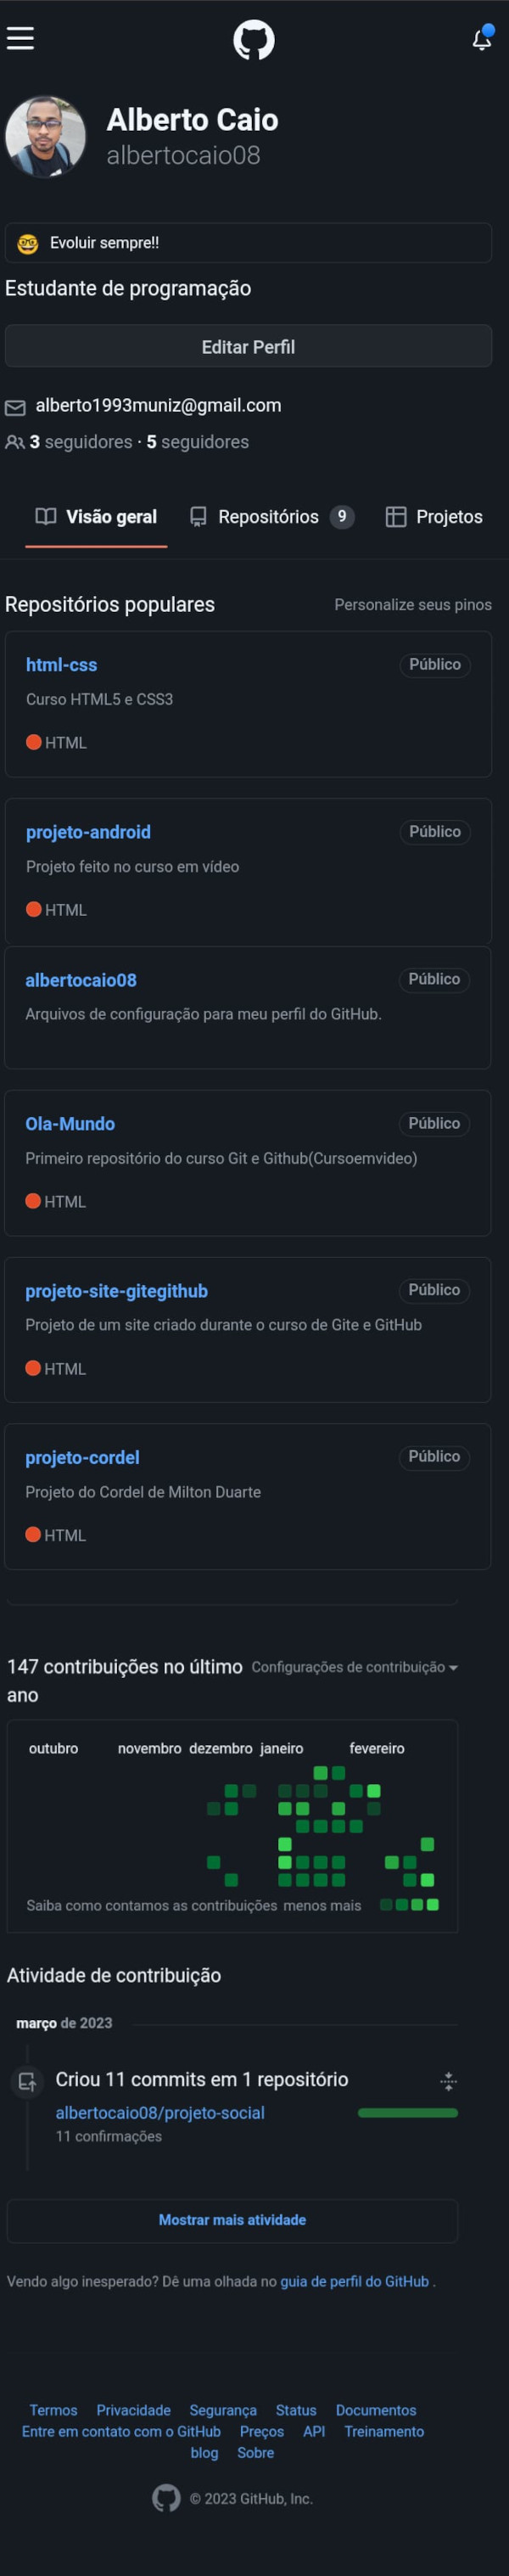 Alberto Caio
albertocaio08
Evoluir sempre!!
Estudante de programação
Editar Perfil
alberto1993muniz@gmail.com
3 seguidores · 5 seguidores
Visão geral Repositórios 9 Projetos
Repositórios populares Personalize seus pinos
html-css Público
Curso HTML5 e CSS3
HTML
projeto-android Público
Projeto feito no curso em vídeo
HTML
albertocaio08 Público
Arquivos de configuração para meu perfil do GitHub.
Ola-Mundo Público
Primeiro repositório do curso Git e Github(Cursoemvideo)
HTML
projeto-site-gitegithub Público
Projeto de um site criado durante o curso de Gite e GitHub
HTML
projeto-cordel Público
Projeto do Cordel de Milton Duarte
HTML
147 contribuições no último Configurações de contribuição
ano
outubro novembro dezembro janeiro fevereiro
Saiba como contamos as contribuições menos mais
Atividade de contribuição
março de 2023
Criou 11 commits em 1 repositório
albertocaio08/projeto-social
11 confirmações
Mostrar mais atividade
Vendo algo inesperado? Dê uma olhada no guia de perfil do GitHub .
Termos Privacidade Segurança Status Documentos
Entre em contato com o GitHub Preços API Treinamento
blog Sobre
© 2023 GitHub, Inc.